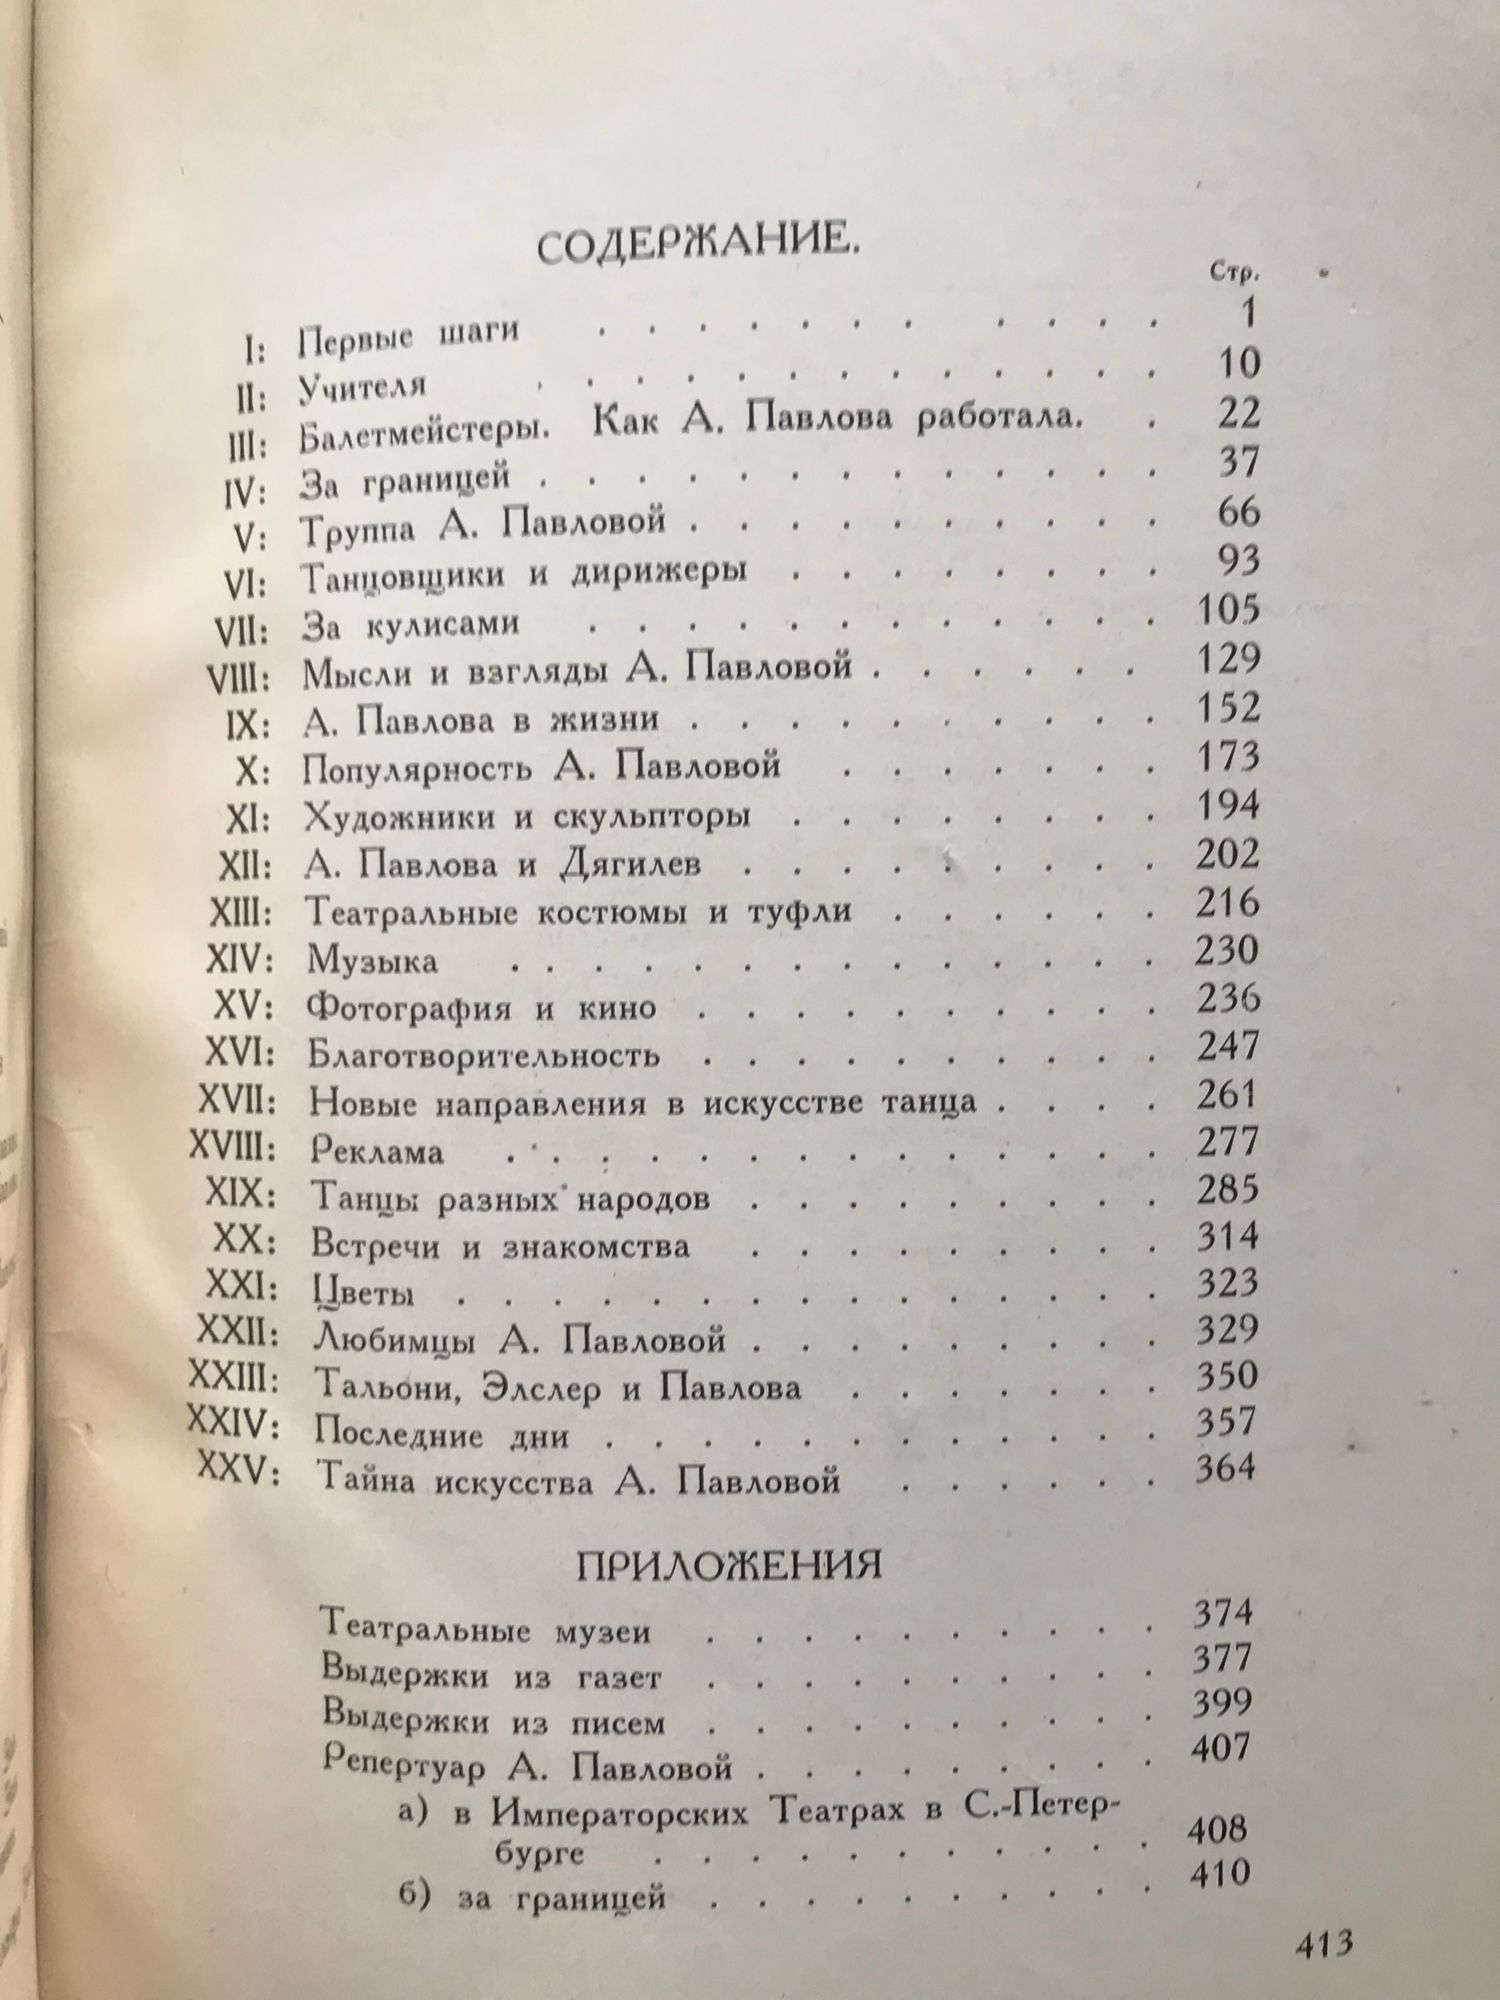 СОДЕРЖАНИЕ.
Стр.
I: Первые шаги . . . . . . . . . . . 1
II: Учителя . . . . . . . . . . . . . 10
III: Балетмейстеры. Как А. Павлова работала. . 22
IV: За границей . . . . . . . . . . . . . 37
V: Труппа А. Павловой . . . . . . . . . . 66
VI: Танцовщики и дирижеры . . . . . . . . 93
VII: За кулисами . . . . . . . . . . . . 105
VIII: Мысли и взгляды А. Павловой . . . . . . 129
IX: А. Павлова в жизни . . . . . . . . . . 152
X: Популярность А. Павловой . . . . . . . 173
XI: Художники и скульпторы . . . . . . . . 194
XII: А. Павлова и Дягилев . . . . . . . . . 202
XIII: Театральные костюмы и туфли . . . . . . 216
XIV: Музыка . . . . . . . . . . . . . . 230
XV: Фотография и кино . . . . . . . . . . 236
XVI: Благотворительность . . . . . . . . . . 247
XVII: Новые направления в искусстве танца . . . . 261
XVIII: Реклама . . . . . . . . . . . . . . 277
XIX: Танцы разных народов . . . . . . . . . 285
XX: Встречи и знакомства . . . . . . . . . 314
XXI: Цветы . . . . . . . . . . . . . . . 323
XXII: Любимцы А. Павловой . . . . . . . . . 329
XXIII: Тальони, Элслер и Павлова . . . . . . . 350
XXIV: Последние дни . . . . . . . . . . . . 357
XXV: Тайна искусства А. Павловой . . . . . . 364
ПРИЛОЖЕНИЯ
Театральные музеи . . . . . . . . . . 374
Выдержки из газет . . . . . . . . . . 377
Выдержки из писем . . . . . . . . . . 399
Репертуар А. Павловой . . . . . . . . . 407
а) в Императорских Театрах в С.-Петер-
бурге . . . . . . . . . . . 408
б) за границей . . . . . . . . . . 410
413